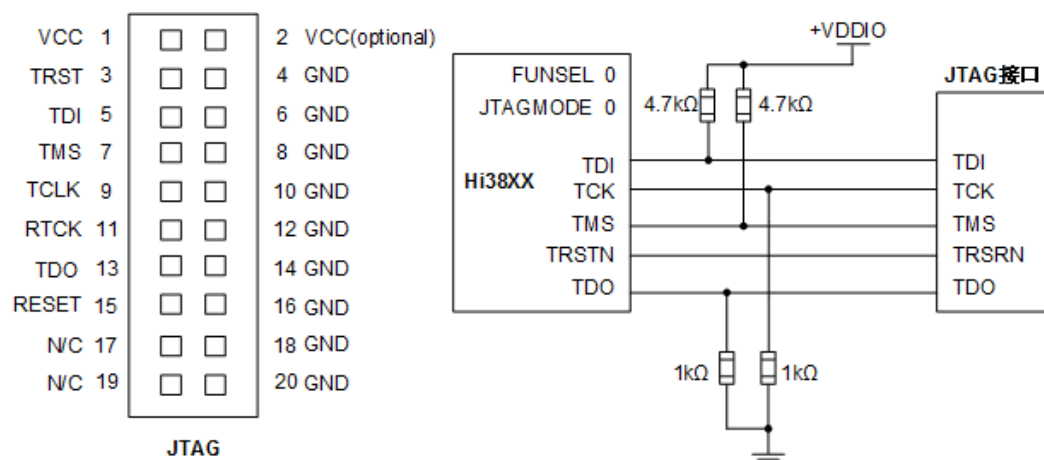 VCC 1
2 VCC(optional)
TRST 3
4 GND
TDI 5
6 GND
TMS 7
8 GND
TCLK 9
10 GND
RTCK 11
12 GND
TDO 13
14 GND
RESET 15
16 GND
N/C 17
18 GND
N/C 19
20 GND
JTAG
+VDDIO
FUNSEL 0
JTAGMODE 0
4.7kΩ
4.7kΩ
JTAG接口
Hi38XX
TDI
TCK
TMS
TRSTN
TDO
TDI
TCK
TMS
TRSRN
TDO
1kΩ
1kΩ